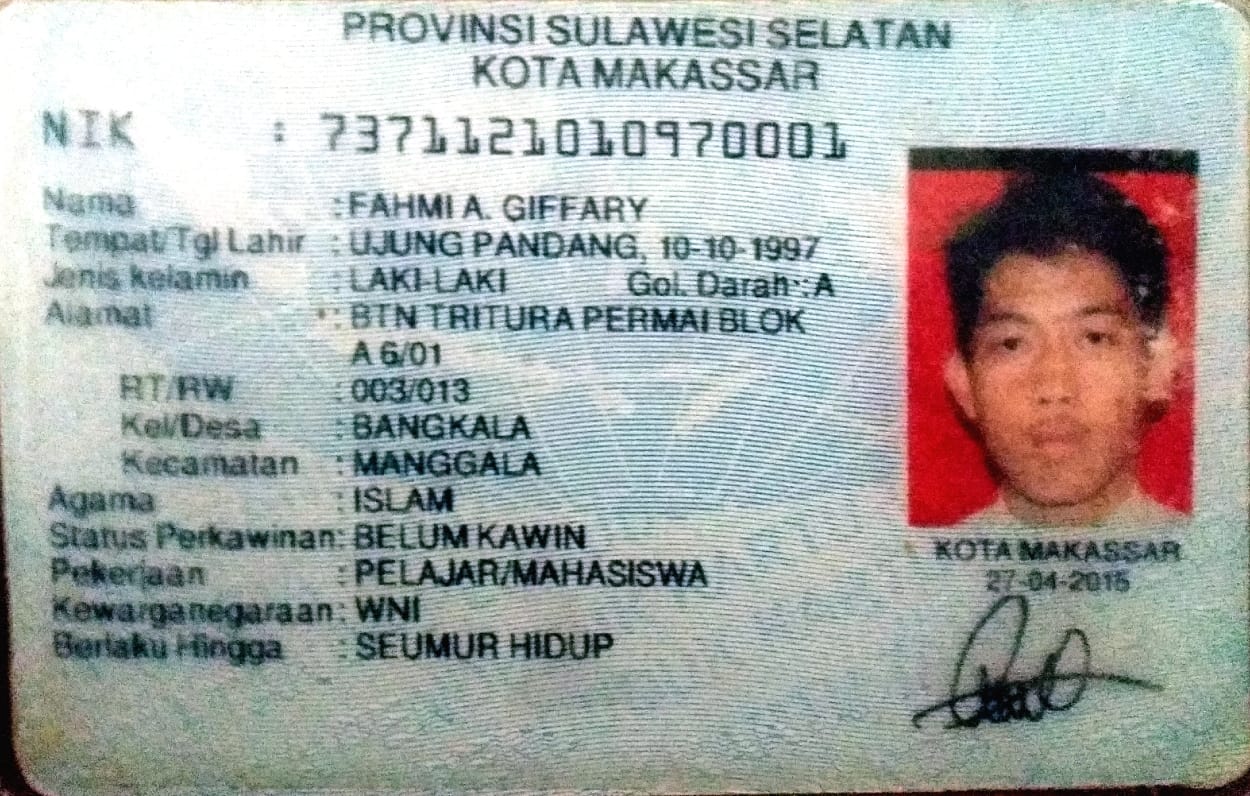 PROVINSI SULAWESI SELATAN
KOTA MAKASSAR
NIK : 7371121010970001
Nama : FAHMI A. GIFFARY
Tempat/Tgl Lahir : UJUNG PANDANG, 10-10-1997
Jenis kelamin : LAKI-LAKI Gol. Darah : A
Alamat : BTN TRITURA PERMAI BLOK
A 6/01
RT/RW : 003/013
Kel/Desa : BANGKALA
Kecamatan : MANGGALA
Agama : ISLAM
Status Perkawinan: BELUM KAWIN
Pekerjaan : PELAJAR/MAHASISWA
Kewarganegaraan: WNI
Berlaku Hingga : SEUMUR HIDUP
KOTA MAKASSAR
27-04-2015